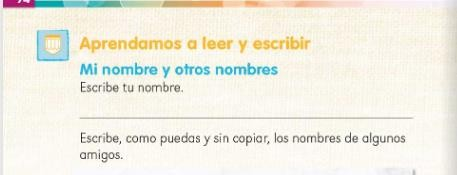 Aprendamos a leer y escribir
Mi nombre y otros nombres
Escribe tu nombre.
Escribe, como puedas y sin copiar, los nombres de algunos
amigos.